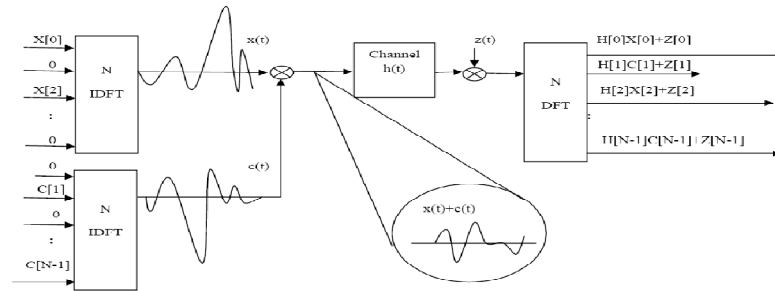 X[0]
0
X[2]
:
0
N
IDFT
x(t)
0
C[1]
0
:
C[N-1]
N
IDFT
c(t)
Channel
h(t)
z(t)
N
DFT
H[0]X[0]+Z[0]
H[1]C[1]+Z[1]
H[2]X[2]+Z[2]
:
H[N-1]C[N-1]+Z[N-1]
x(t)+c(t)